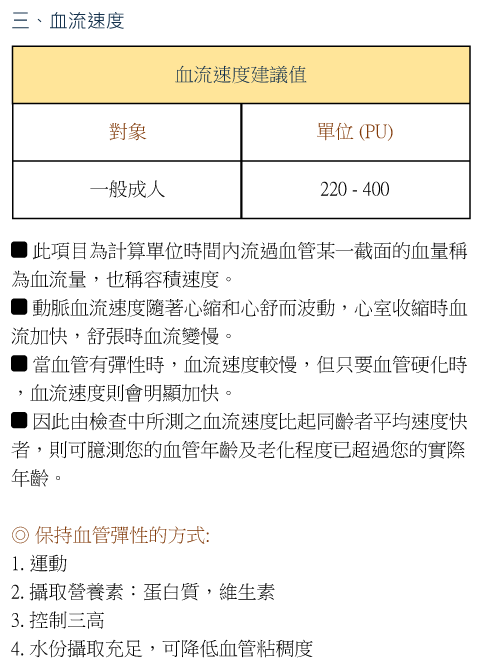 三、血流速度
血流速度建議值
對象 單位 (PU)
一般成人 220 - 400
■ 此項目為計算單位時間內流過血管某一截面的血量稱
為血流量，也稱容積速度。
■ 動脈血流速度隨著心縮和心舒而波動，心室收縮時血
流加快，舒張時血流變慢。
■ 當血管有彈性時，血流速度較慢，但只要血管硬化時
，血流速度則會明顯加快。
■ 因此由檢查中所測之血流速度比起同齡者平均速度快
者，則可臆測您的血管年齡及老化程度已超過您的實際
年齡。
◎ 保持血管彈性的方式:
1. 運動
2. 攝取營養素：蛋白質，維生素
3. 控制三高
4. 水份攝取充足，可降低血管粘稠度